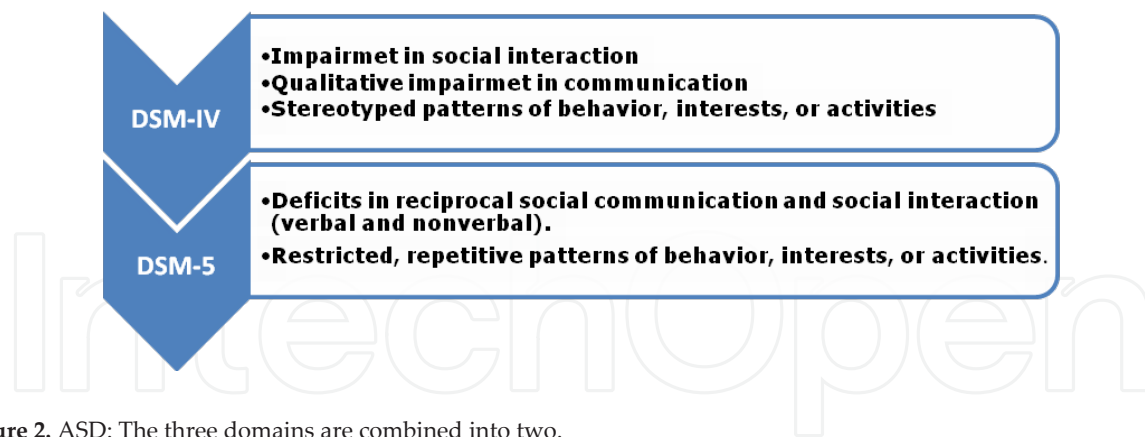 •Impairmet in social interaction
•Qualitative impairmet in communication
DSM-IV
•Stereotyped patterns of behavior, interests, or activities
•Deficits in reciprocal social communication and social interaction
(verbal and nonverbal).
DSM-5
•Restricted, repetitive patterns of behavior, interests, or activities.
IntechOpen
ure 2. ASD: The three domains are combined into two.